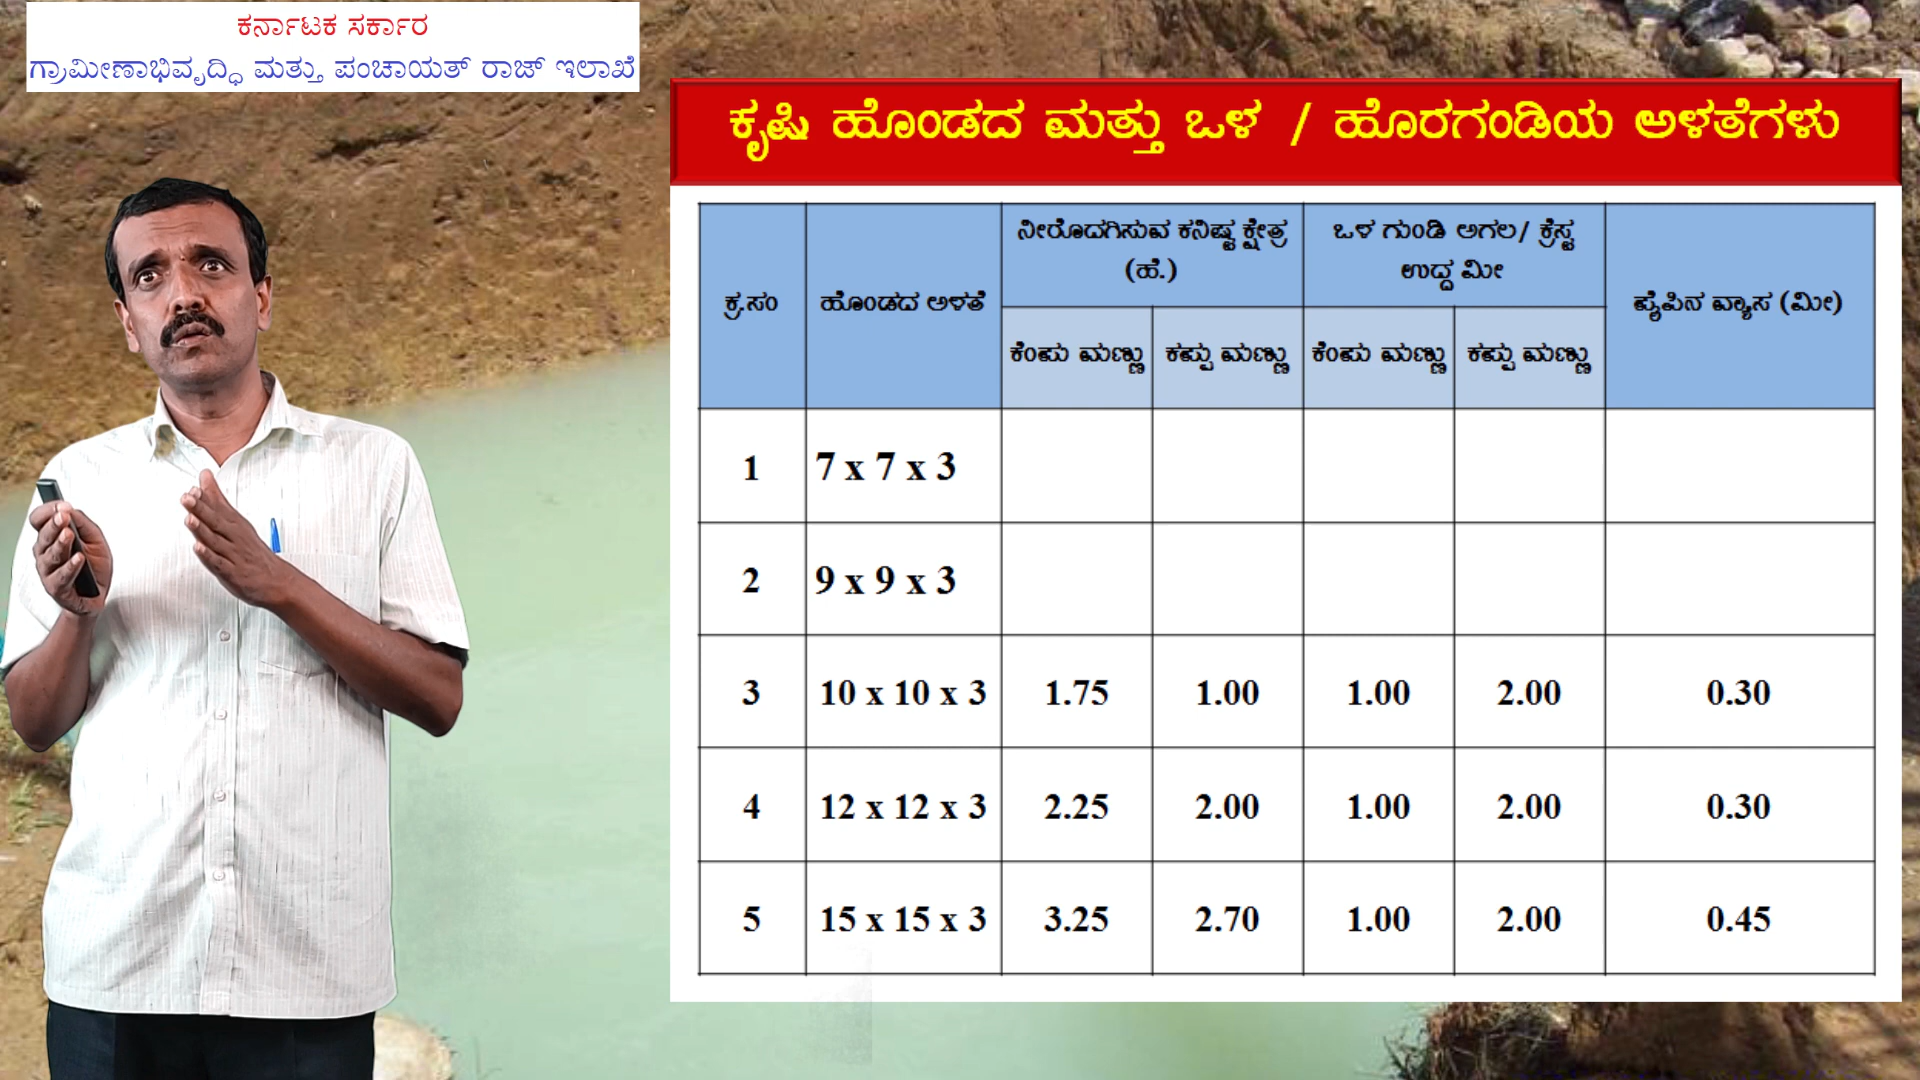 ಕರ್ನಾಟಕ ಸರ್ಕಾರ
ಗ್ರಾಮೀಣಾಭಿವೃದ್ಧಿ ಮತ್ತು ಪಂಚಾಯತ್ ರಾಜ್ ಇಲಾಖೆ
ಕೃಷಿ ಹೊಂಡದ ಮತ್ತು ಒಳ / ಹೊರಗಂಡಿಯ ಅಳತೆಗಳು
ಕ್ರ.ಸಂ ಹೊಂಡದ ಅಳತೆ ನೀರೊದಗಿಸುವ ಕನಿಷ್ಟ ಕ್ಷೇತ್ರ (ಹೆ.) ಒಳ ಗುಂಡಿ ಅಗಲ/ ಕ್ರೆಸ್ಟ ಉದ್ದ ಮೀ ಪೈಪಿನ ವ್ಯಾಸ (ಮೀ)
ಕೆಂಪು ಮಣ್ಣು ಕಪ್ಪು ಮಣ್ಣು ಕೆಂಪು ಮಣ್ಣು ಕಪ್ಪು ಮಣ್ಣು
1 7 x 7 x 3
2 9 x 9 x 3
3 10 x 10 x 3 1.75 1.00 1.00 2.00 0.30
4 12 x 12 x 3 2.25 2.00 1.00 2.00 0.30
5 15 x 15 x 3 3.25 2.70 1.00 2.00 0.45